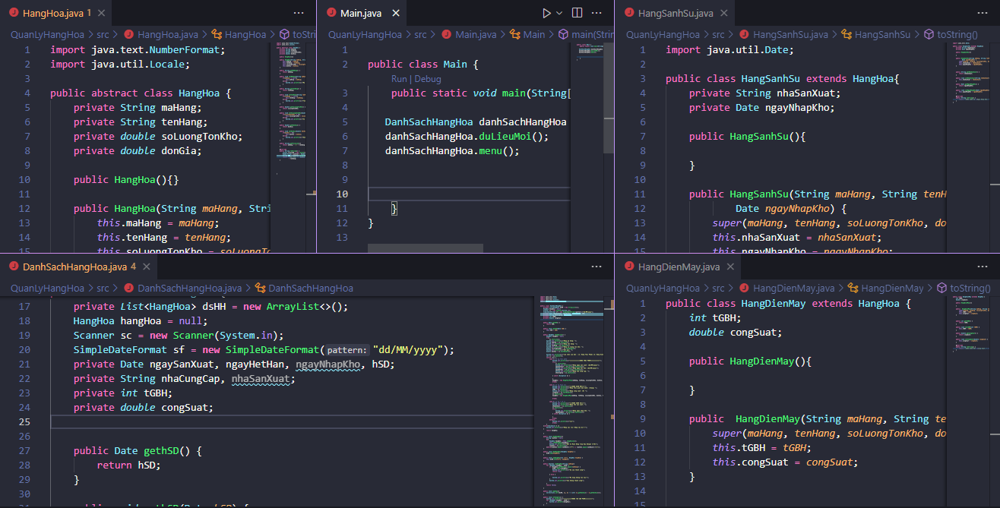 HangHoa.java 1
QuanLyHangHoa > src > HangHoa.java > HangHoa > toStri
1 import java.text.NumberFormat;
2 import java.util.Locale;
3
4 public abstract class HangHoa {
5 private String maHang;
6 private String tenHang;
7 private double soLuongTonKho;
8 private double donGia;
9
10 public HangHoa(){}
11
12 public HangHoa(String maHang, Stri
13 this.maHang = maHang;
14 this.tenHang = tenHang;
15 this.soLuongTonKho = soLuongTo
Main.java
QuanLyHangHoa > src > Main.java > Main > main(Strin
1
2 public class Main {
Run | Debug
3 public static void main(String[
4
5 DanhSachHangHoa danhSachHangHoa
6 danhSachHangHoa.duLieuMoi();
7 danhSachHangHoa.menu();
8
9
10
11 }
12 }
13
HangSanhSu.java
QuanLyHangHoa > src > HangSanhSu.java > HangSanhSu > toString()
1 import java.util.Date;
2
3 public class HangSanhSu extends HangHoa{
4 private String nhaSanXuat;
5 private Date ngayNhapKho;
6
7 public HangSanhSu(){
8
9 }
10
11 public HangSanhSu(String maHang, String tenH
12 Date ngayNhapKho) {
13 super(maHang, tenHang, soLuongTonKho, do
14 this.nhaSanXuat = nhaSanXuat;
15 this.ngayNhapKho = ngayNhapKho;
DanhSachHangHoa.java 4
QuanLyHangHoa > src > DanhSachHangHoa.java > DanhSachHangHoa
17 private List<HangHoa> dsHH = new ArrayList<>();
18 HangHoa hangHoa = null;
19 Scanner sc = new Scanner(System.in);
20 SimpleDateFormat sf = new SimpleDateFormat(pattern: "dd/MM/yyyy");
21 private Date ngaySanXuat, ngayHetHan, ngayNhapKho, hSD;
22 private String nhaCungCap, nhaSanXuat;
23 private int tGBH;
24 private double congSuat;
25
26
27 public Date gethSD() {
28 return hSD;
29 }
30
HangDienMay.java
QuanLyHangHoa > src > HangDienMay.java > HangDienMay > toString()
1 public class HangDienMay extends HangHoa {
2 int tGBH;
3 double congSuat;
4
5 public HangDienMay(){
6
7 }
8
9 public HangDienMay(String maHang, String te
10 super(maHang, tenHang, soLuongTonKho, do
11 this.tGBH = tGBH;
12 this.congSuat = congSuat;
13 }
14
15